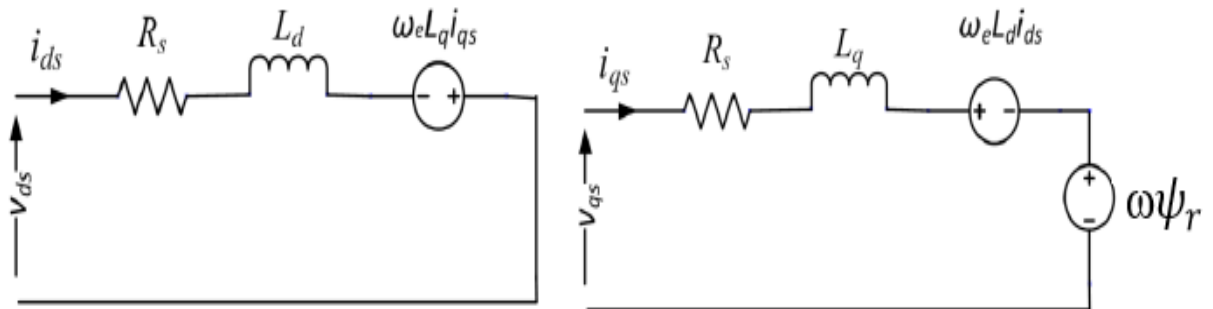 i_ds
R_s
L_d
ω_eL_qi_qs
- +
v_ds
i_qs
R_s
L_q
ω_eL_di_ds
+ -
v_qs
+
-
ωψ_r